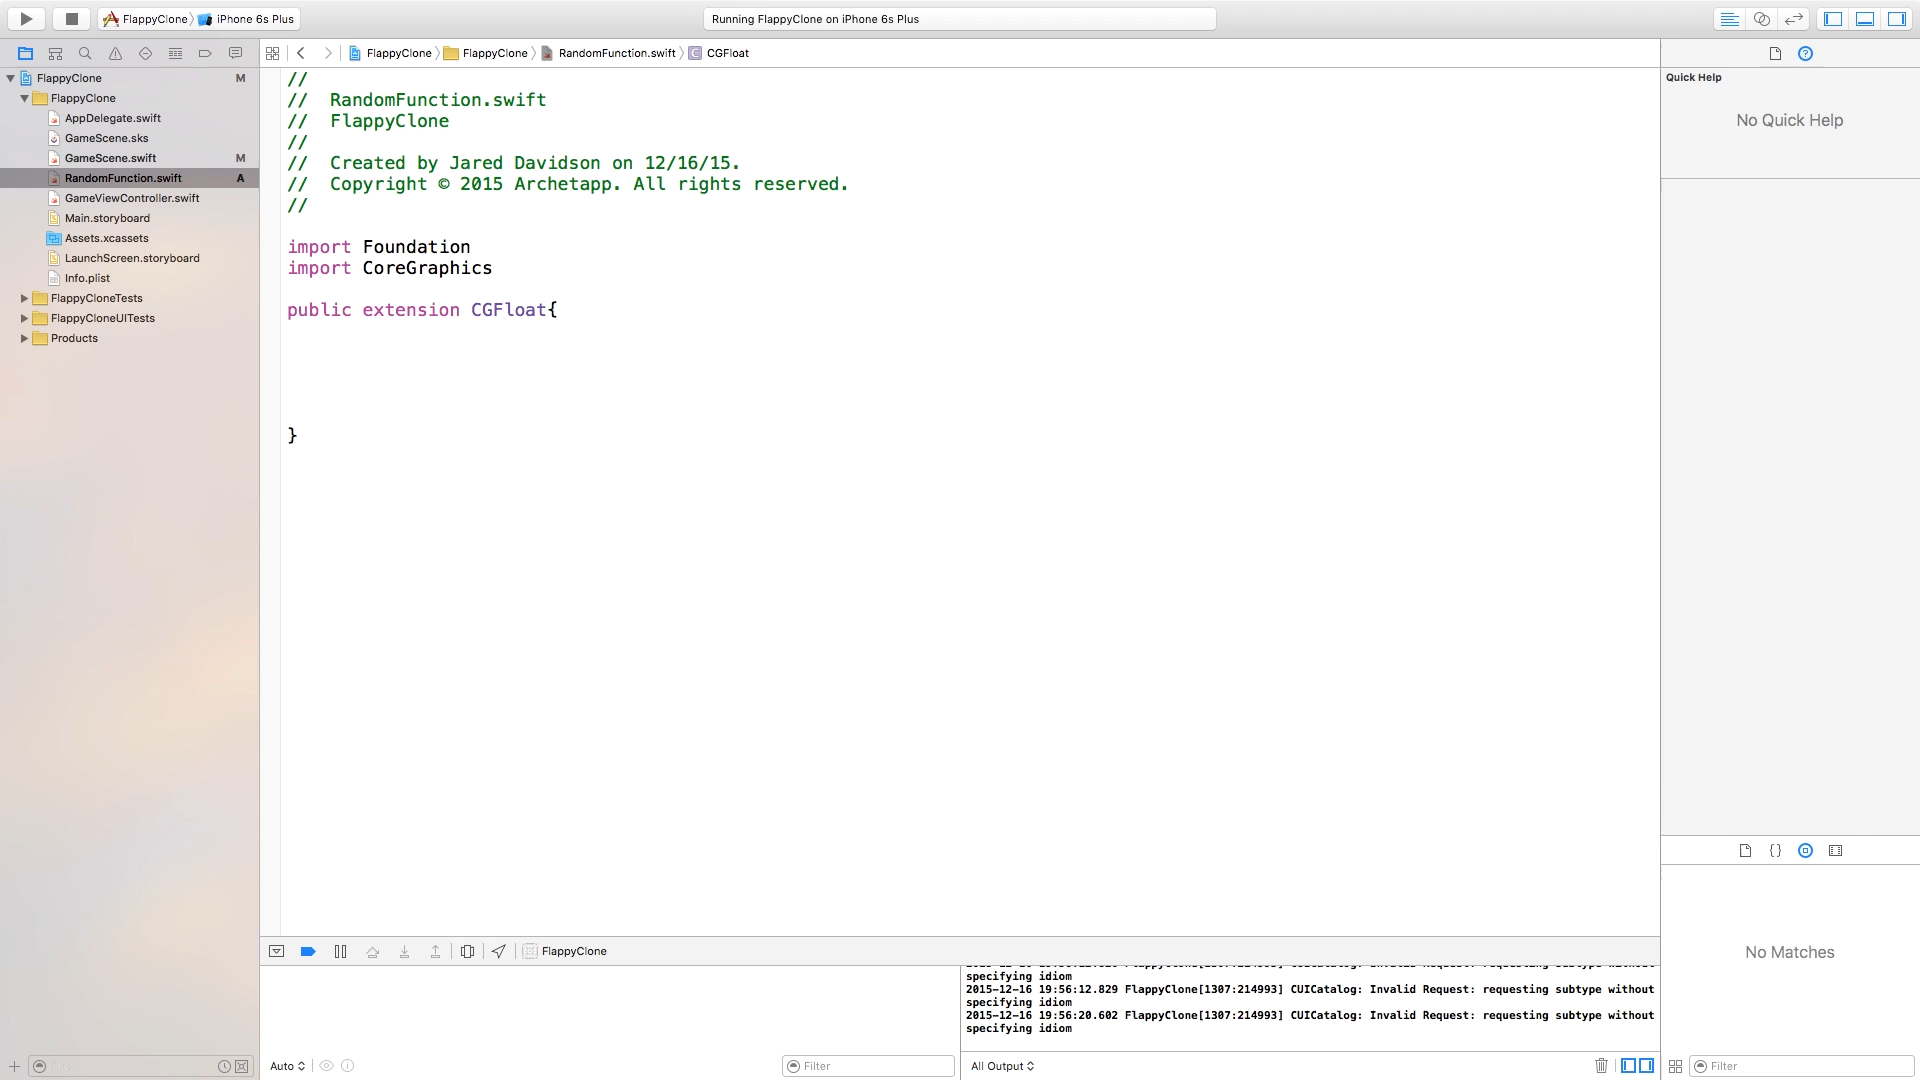 FlappyClone
iPhone 6s Plus
Running FlappyClone on iPhone 6s Plus
FlappyClone
FlappyClone
RandomFunction.swift
CGFloat
FlappyClone M
FlappyClone
AppDelegate.swift
GameScene.sks
GameScene.swift M
RandomFunction.swift A
GameViewController.swift
Main.storyboard
Assets.xcassets
LaunchScreen.storyboard
Info.plist
FlappyCloneTests
FlappyCloneUITests
Products
//
// RandomFunction.swift
// FlappyClone
//
// Created by Jared Davidson on 12/16/15.
// Copyright © 2015 Archetapp. All rights reserved.
//
import Foundation
import CoreGraphics
public extension CGFloat{
}
Quick Help
No Quick Help
{}
No Matches
FlappyClone
specifying idiom
2015-12-16 19:56:12.829 FlappyClone[1307:214993] CUICatalog: Invalid Request: requesting subtype without
specifying idiom
2015-12-16 19:56:20.602 FlappyClone[1307:214993] CUICatalog: Invalid Request: requesting subtype without
specifying idiom
Auto
Filter
All Output
Filter